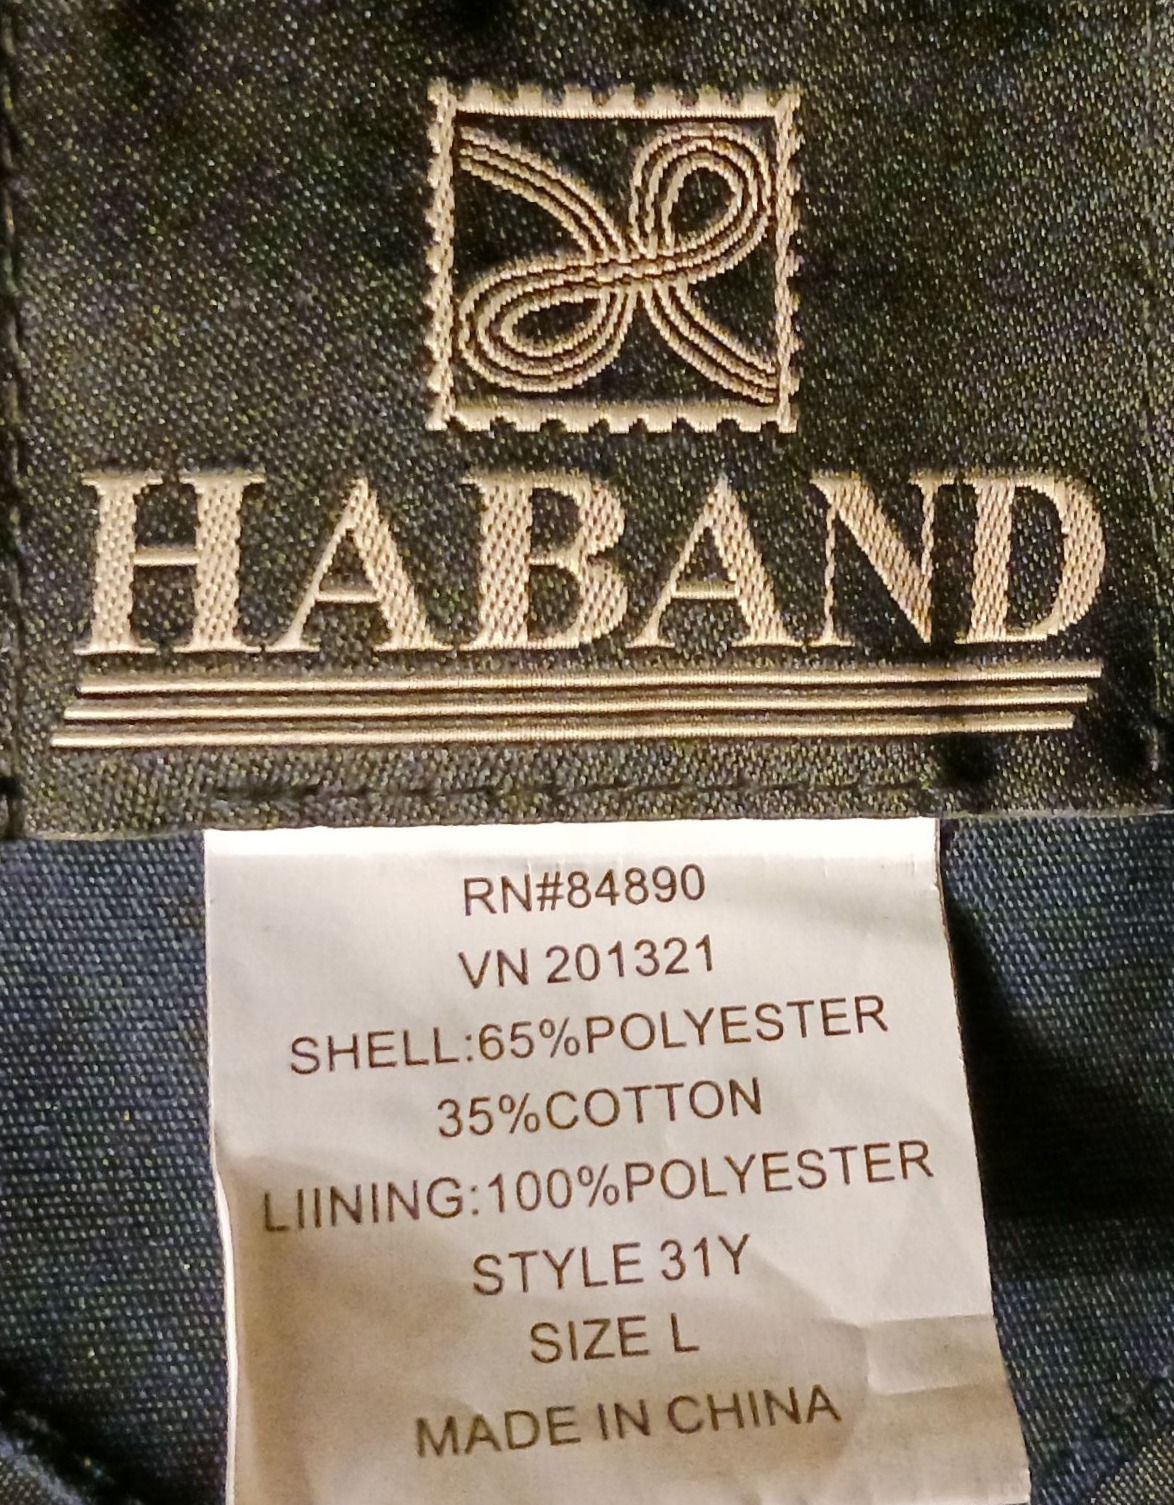 HABAND
RN#84890
VN 201321
SHELL:65%POLYESTER
35%COTTON
LIINING:100%POLYESTER
STYLE 31Y
SIZE L
MADE IN CHINA